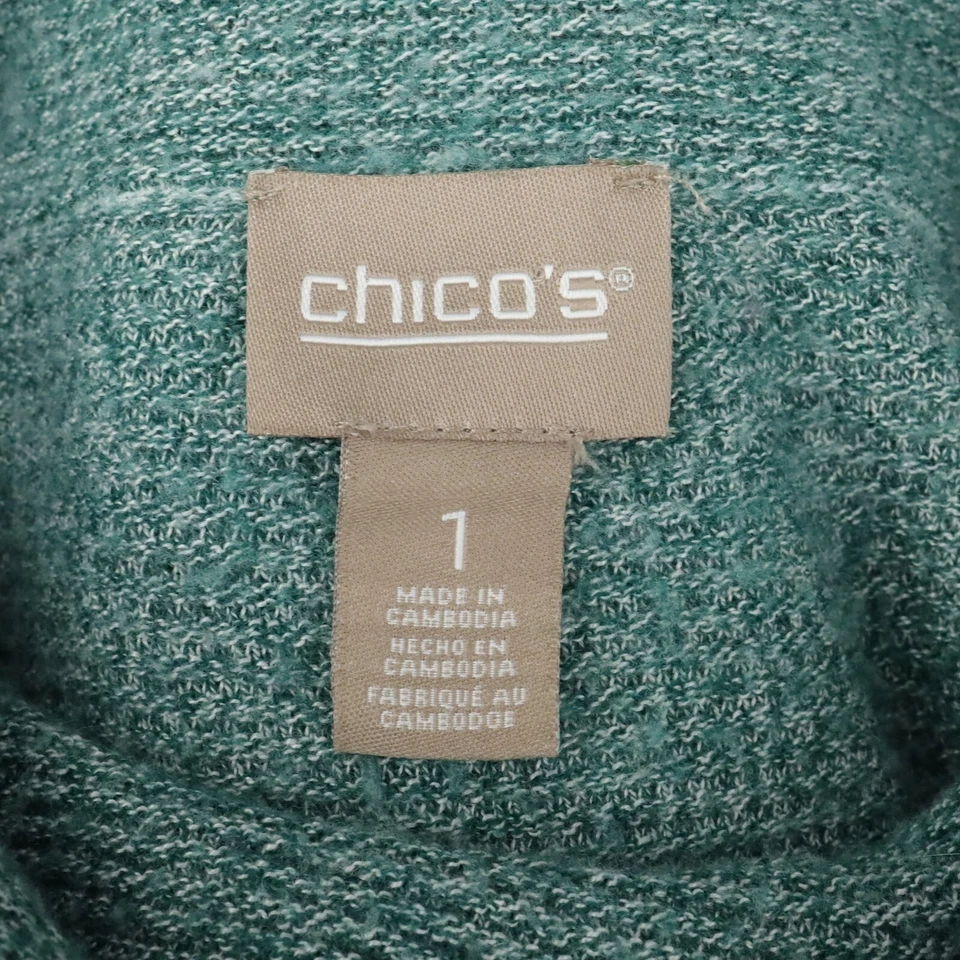 chico's®
1
MADE IN
CAMBODIA
HECHO EN
CAMBODIA
FABRIQUÉ AU
CAMBODGE